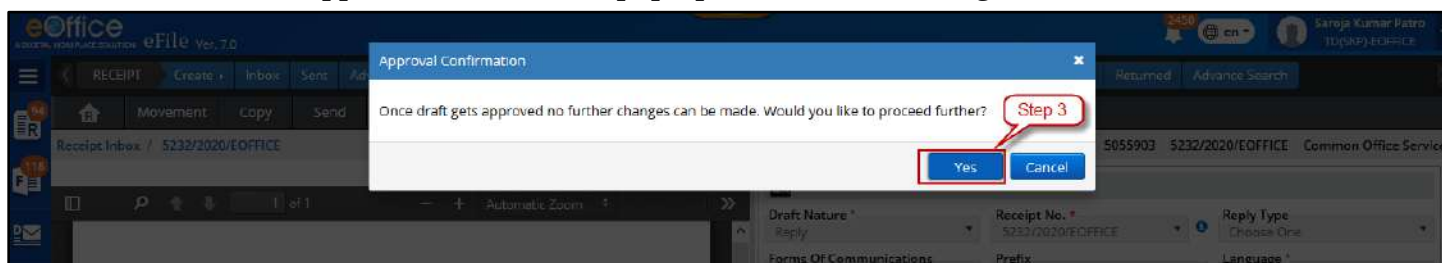 eOffice
eFile Ver. 7.0
2450
en
Saroja Kumar Patro
TD(SKP)-EOFFICE
Approval Confirmation
RECEIPT Create Inbox Sent
Returned Advance Search
Once draft gets approved no further changes can be made. Would you like to proceed further?
Step 3
Movement Copy Send
Yes Cancel
Receipt Inbox / 5232/2020/EOFFICE
5055903 5232/2020/EOFFICE Common Office Service
1 of 1
Automatic Zoom
Draft Nature *
Receipt No. *
Reply Type
Reply
5232/2020/EOFFICE
Choose One
Forms Of Communications
Prefix
Language *